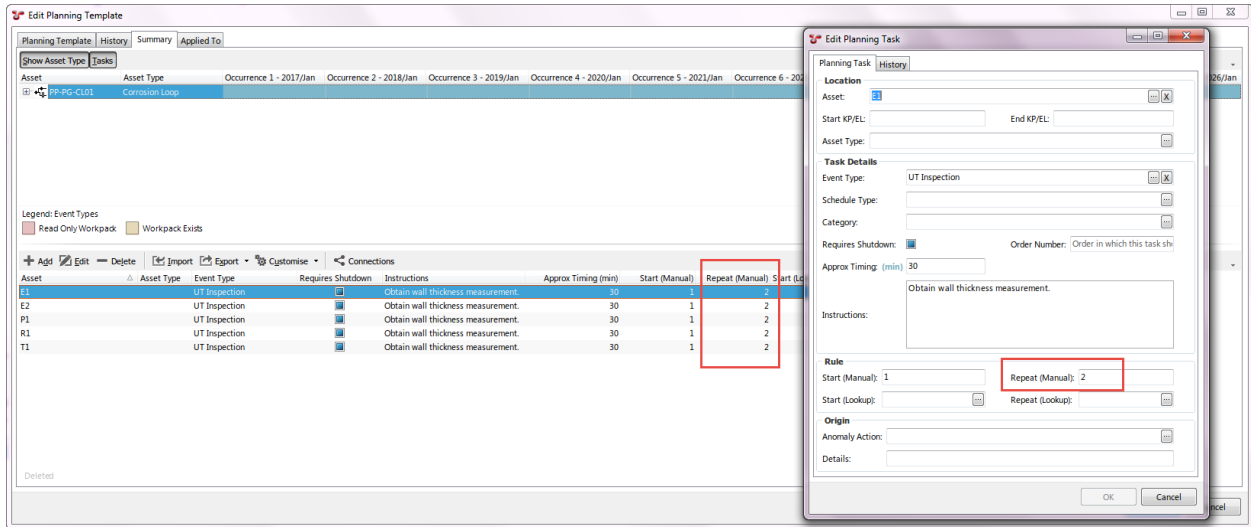 Edit Planning Template
Planning Template History Summary Applied To
Show Asset Type Tasks
Asset Asset Type Occurrence 1 - 2017/Jan Occurrence 2 - 2018/Jan Occurrence 3 - 2019/Jan Occurrence 4 - 2020/Jan Occurrence 5 - 2021/Jan Occurrence 6 - 202
026/Jan
PP-PG-CL01 Corrosion Loop
Legend: Event Types
Read Only Workpack Workpack Exists
Add Edit Delete Import Export Customise Connections
Asset Asset Type Event Type Requires Shutdown Instructions Approx Timing (min) Start (Manual) Repeat (Manual) Start (Lo
E1 UT Inspection Obtain wall thickness measurement. 30 1 2
E2 UT Inspection Obtain wall thickness measurement. 30 1 2
P1 UT Inspection Obtain wall thickness measurement. 30 1 2
R1 UT Inspection Obtain wall thickness measurement. 30 1 2
T1 UT Inspection Obtain wall thickness measurement. 30 1 2
Deleted
ncel
Edit Planning Task
Planning Task History
Location
Asset: E1 ... X
Start KP/EL: End KP/EL:
Asset Type: ...
Task Details
Event Type: UT Inspection ... X
Schedule Type: ...
Category: ...
Requires Shutdown: Order Number: Order in which this task sh
Approx Timing: (min) 30
Instructions: Obtain wall thickness measurement.
Rule
Start (Manual): 1 Repeat (Manual): 2
Start (Lookup): ... Repeat (Lookup): ...
Origin
Anomaly Action: ...
Details:
OK Cancel